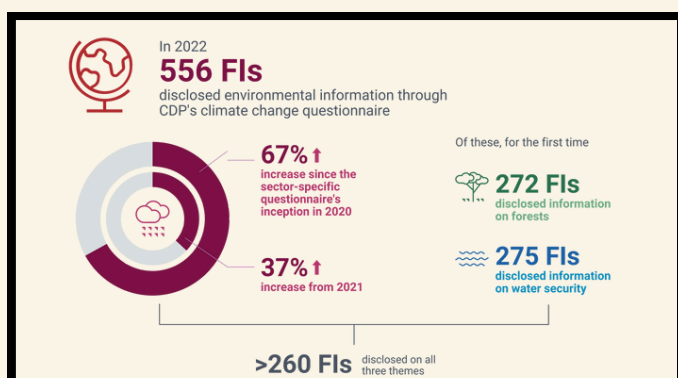 In 2022
556 FIs
disclosed environmental information through
CDP's climate change questionnaire
67%
increase since the
sector-specific
questionnaire's
inception in 2020
37%
increase from 2021
Of these, for the first time
272 FIs
disclosed information
on forests
275 FIs
disclosed information
on water security
>260 FIs
disclosed on all
three themes